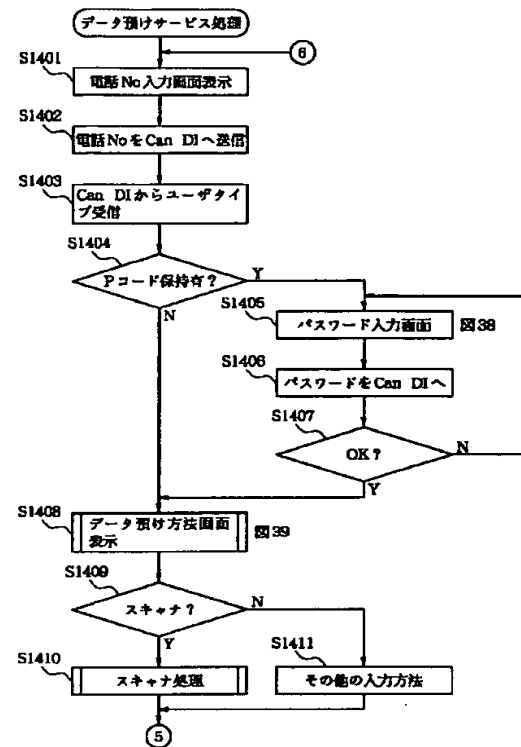 データ預けサービス処理
6
S1401
電話No入力画面表示
S1402
電話NoをCan DIへ送信
S1403
Can DIからユーザタイ
プ受信
S1404
Pコード保持有?
Y
N
S1405
パスワード入力画面
図38
S1406
パスワードをCan DIへ
S1407
OK?
N
Y
S1408
データ預け方法画面
表示
図39
S1409
スキャナ?
N
Y
S1410
スキャナ処理
S1411
その他の入力方法
5